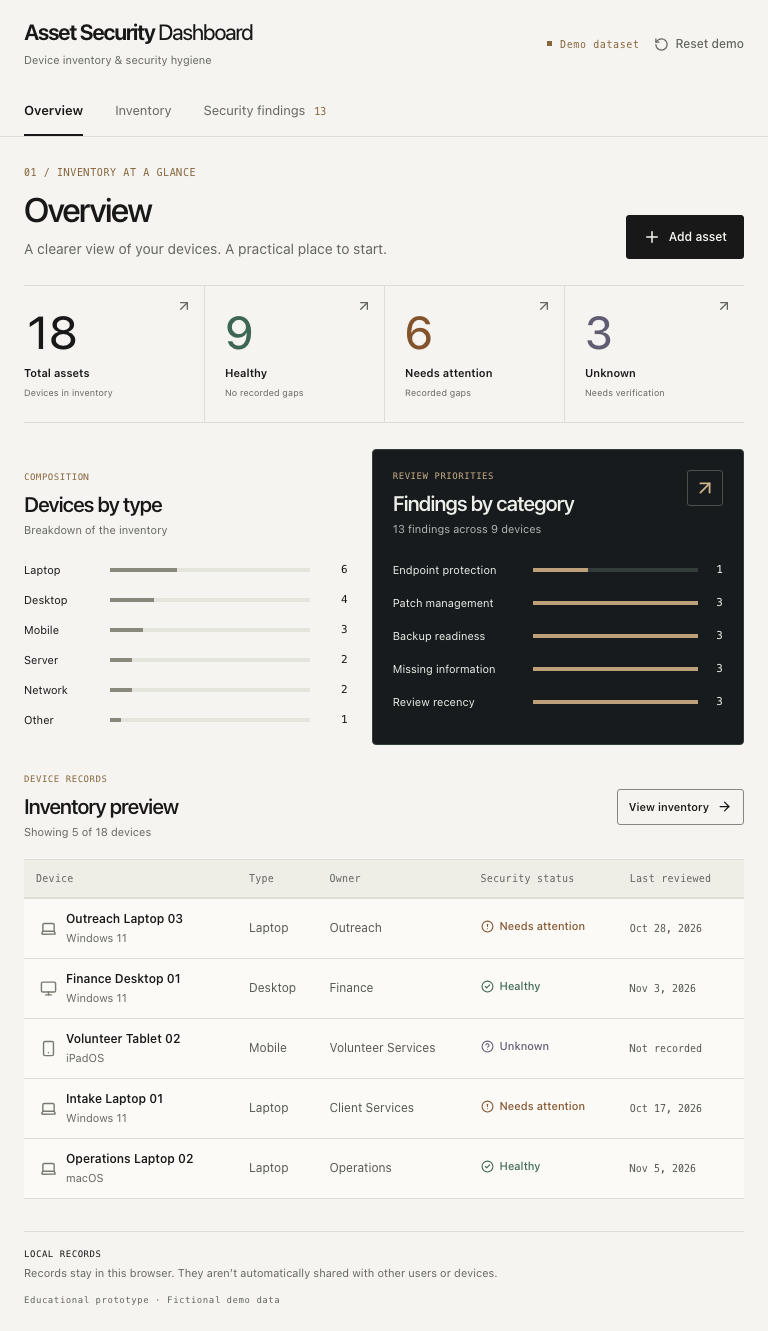 Asset Security Dashboard
Device inventory & security hygiene
Demo dataset
Reset demo
Overview
Inventory
Security findings 13
01 / INVENTORY AT A GLANCE
Overview
A clearer view of your devices. A practical place to start.
Add asset
18
Total assets
Devices in inventory
9
Healthy
No recorded gaps
6
Needs attention
Recorded gaps
3
Unknown
Needs verification
COMPOSITION
Devices by type
Breakdown of the inventory
Laptop 6
Desktop 4
Mobile 3
Server 2
Network 2
Other 1
REVIEW PRIORITIES
Findings by category
13 findings across 9 devices
Endpoint protection 1
Patch management 3
Backup readiness 3
Missing information 3
Review recency 3
DEVICE RECORDS
Inventory preview
Showing 5 of 18 devices
View inventory
Device Type Owner Security status Last reviewed
Outreach Laptop 03
Windows 11
Laptop Outreach Needs attention Oct 28, 2026
Finance Desktop 01
Windows 11
Desktop Finance Healthy Nov 3, 2026
Volunteer Tablet 02
iPadOS
Mobile Volunteer Services Unknown Not recorded
Intake Laptop 01
Windows 11
Laptop Client Services Needs attention Oct 17, 2026
Operations Laptop 02
macOS
Laptop Operations Healthy Nov 5, 2026
LOCAL RECORDS
Records stay in this browser. They aren't automatically shared with other users or devices.
Educational prototype · Fictional demo data